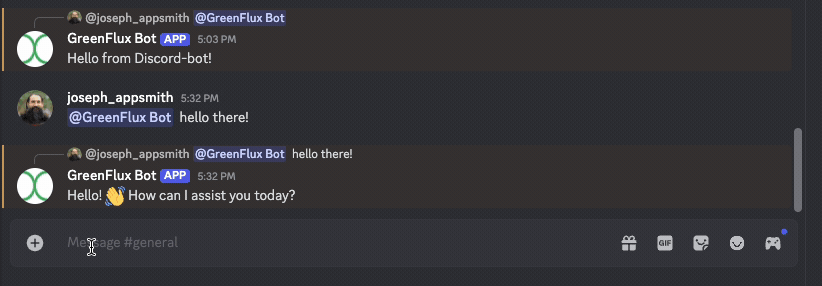 @joseph_appsmith @GreenFlux Bot
GreenFlux Bot APP 5:03 PM
Hello from Discord-bot!
joseph_appsmith 5:32 PM
@GreenFlux Bot hello there!
@joseph_appsmith @GreenFlux Bot hello there!
GreenFlux Bot APP 5:32 PM
Hello! 👋 How can I assist you today?
Message #general
GIF